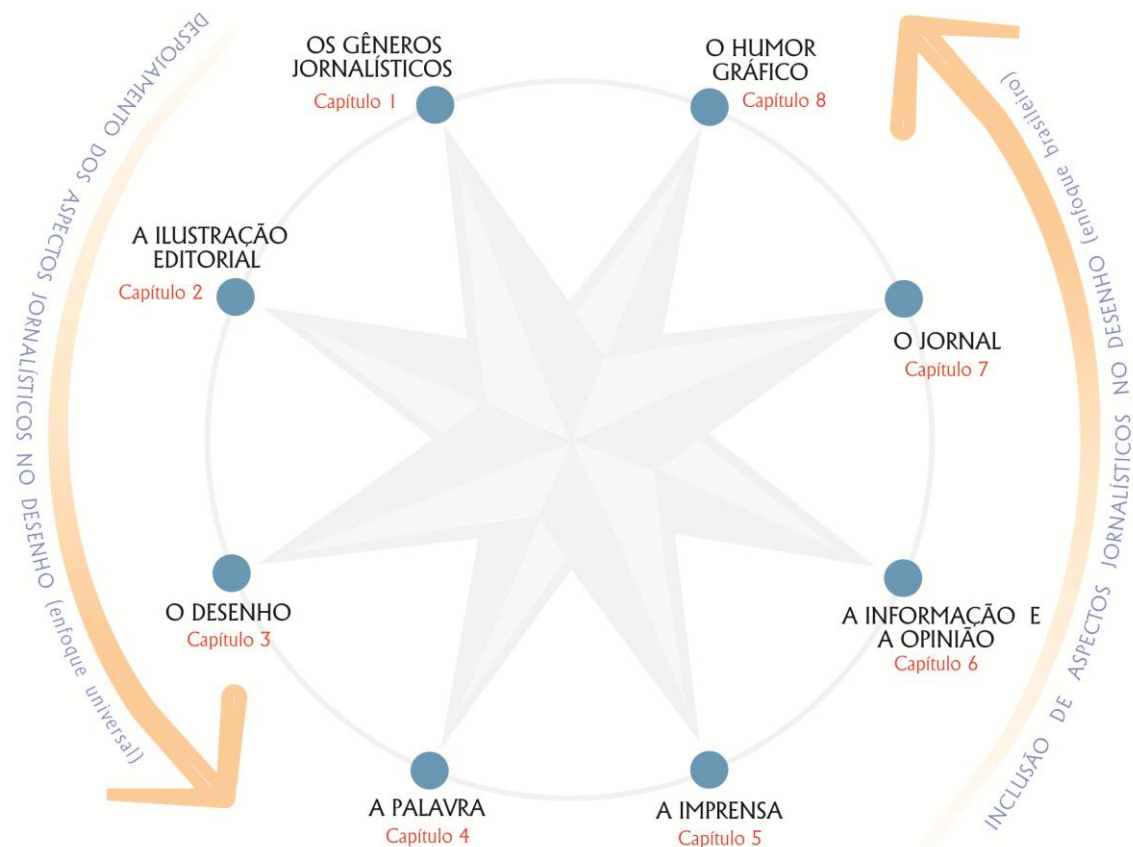 DESPOJAMENTO DOS ASPECTOS JORNALÍSTICOS NO DESENHO (enfoque universal)
OS GÊNEROS
JORNALÍSTICOS
Capítulo 1
A ILUSTRAÇÃO
EDITORIAL
Capítulo 2
O DESENHO
Capítulo 3
A PALAVRA
Capítulo 4
A IMPRENSA
Capítulo 5
A INFORMAÇÃO E
A OPINIÃO
Capítulo 6
O JORNAL
Capítulo 7
O HUMOR
GRÁFICO
Capítulo 8
INCLUSÃO DE ASPECTOS JORNALÍSTICOS NO DESENHO (enfoque brasileiro)